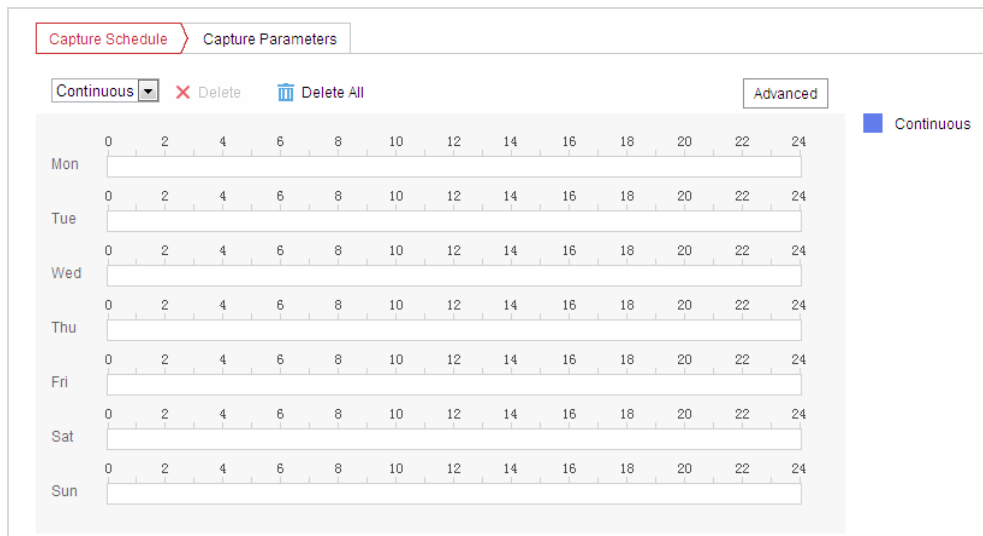 Capture Schedule Capture Parameters
Continuous Delete Delete All Advanced
Continuous
0 2 4 6 8 10 12 14 16 18 20 22 24
Mon
0 2 4 6 8 10 12 14 16 18 20 22 24
Tue
0 2 4 6 8 10 12 14 16 18 20 22 24
Wed
0 2 4 6 8 10 12 14 16 18 20 22 24
Thu
0 2 4 6 8 10 12 14 16 18 20 22 24
Fri
0 2 4 6 8 10 12 14 16 18 20 22 24
Sat
0 2 4 6 8 10 12 14 16 18 20 22 24
Sun